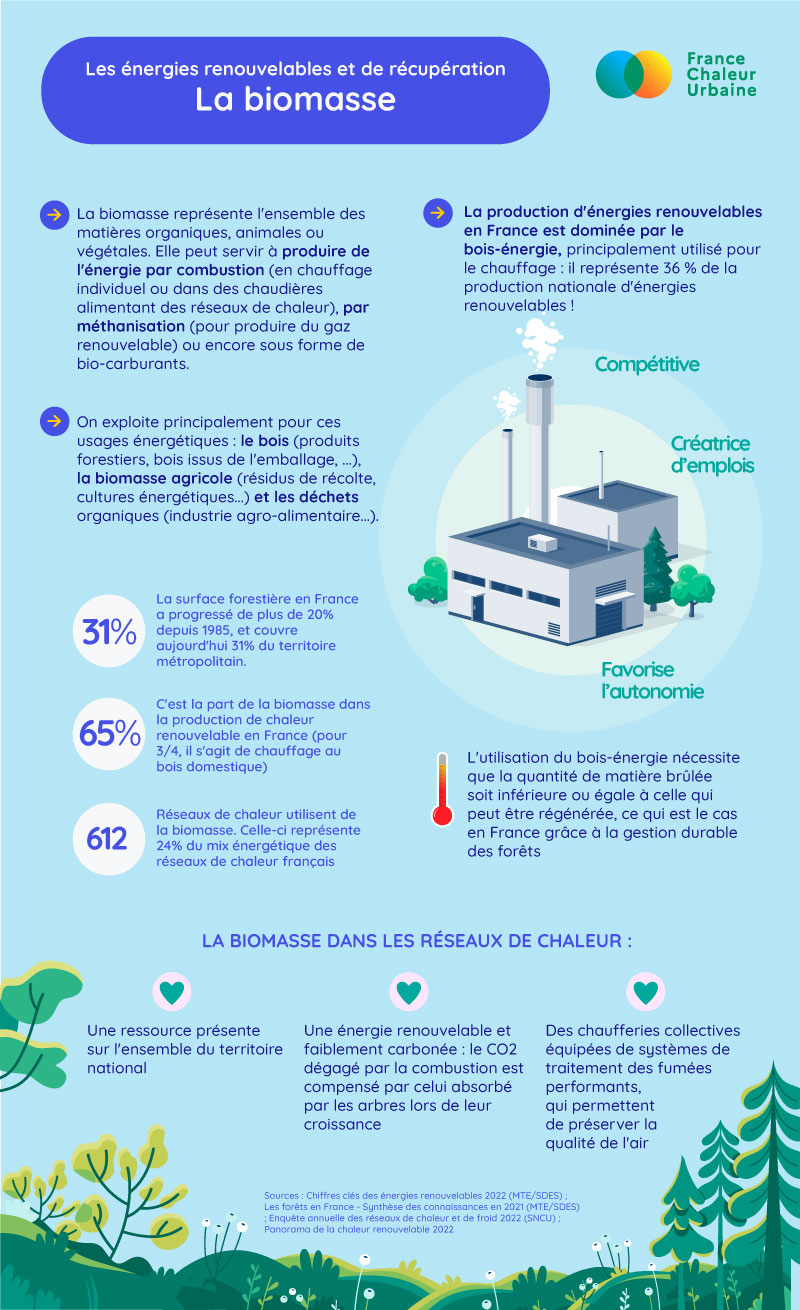 Les énergies renouvelables et de récupération
La biomasse
France
Chaleur
Urbaine
La biomasse représente l'ensemble des
matières organiques, animales ou
végétales. Elle peut servir à produire de
l'énergie par combustion (en chauffage
individuel ou dans des chaudières
alimentant des réseaux de chaleur), par
méthanisation (pour produire du gaz
renouvelable) ou encore sous forme de
bio-carburants.
On exploite principalement pour ces
usages énergétiques : le bois (produits
forestiers, bois issus de l'emballage, ...),
la biomasse agricole (résidus de récolte,
cultures énergétiques...) et les déchets
organiques (industrie agro-alimentaire...).
31%
La surface forestière en France
a progressé de plus de 20%
depuis 1985, et couvre
aujourd'hui 31% du territoire
métropolitain.
65%
C'est la part de la biomasse dans
la production de chaleur
renouvelable en France (pour
3/4, il s'agit de chauffage au
bois domestique)
612
Réseaux de chaleur utilisent de
la biomasse. Celle-ci représente
24% du mix énergétique des
réseaux de chaleur français
La production d'énergies renouvelables
en France est dominée par le
bois-énergie, principalement utilisé pour
le chauffage : il représente 36 % de la
production nationale d'énergies
renouvelables !
Compétitive
Créatrice
d'emplois
Favorise
l'autonomie
L'utilisation du bois-énergie nécessite
que la quantité de matière brûlée
soit inférieure ou égale à celle qui
peut être régénérée, ce qui est le cas
en France grâce à la gestion durable
des forêts
LA BIOMASSE DANS LES RÉSEAUX DE CHALEUR :
Une ressource présente
sur l'ensemble du territoire
national
Une énergie renouvelable et
faiblement carbonée : le CO2
dégagé par la combustion est
compensé par celui absorbé
par les arbres lors de leur
croissance
Des chaufferies collectives
équipées de systèmes de
traitement des fumées
performants,
qui permettent
de préserver la
qualité de l'air
Sources : Chiffres clés des énergies renouvelables 2022 (MTE/SDES) ;
Les forêts en France - Synthèse des connaissances en 2021 (MTE/SDES)
; Enquête annuelle des réseaux de chaleur et de froid 2022 (SNCU) ;
Panorama de la chaleur renouvelable 2022